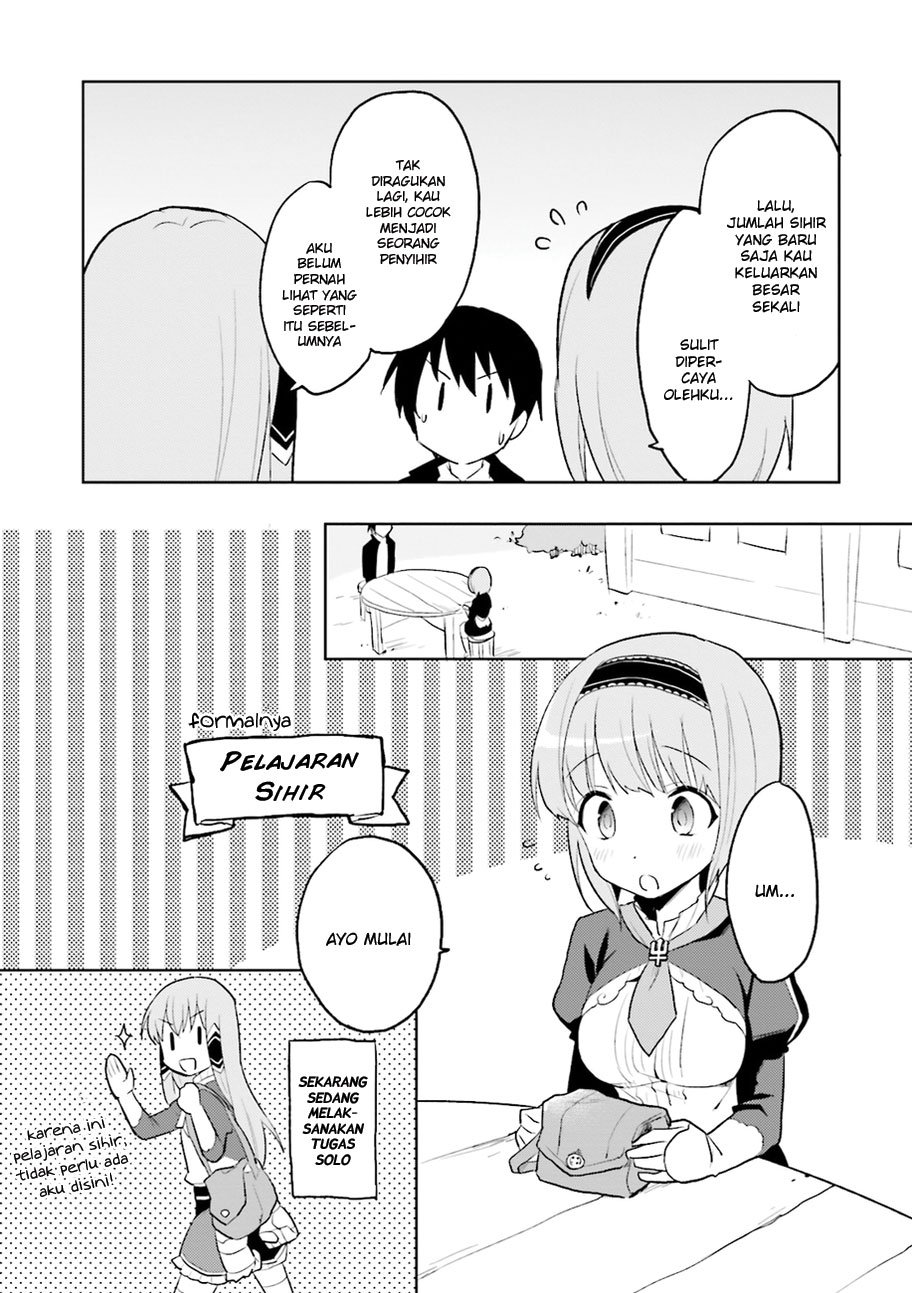 LALU,
JUMLAH SIHIR
YANG BARU
SAJA KAU
KELUARKAN
BESAR
SEKALI
SULIT
DIPER-
CAYA
OLEHKU...
TAK
DIRAGUKAN
LAGI, KAU
LEBIH COCOK
MENJADI
SEORANG
PENYIHIR
AKU
BELUM
PERNAH
LIHAT YANG
SEPERTI
ITU SEBEL-
UMNYA
formalnya
PELAJARAN
SIHIR
UM...
AYO MULAI
SEKARANG
SEDANG
MELAK-
SANAKAN
TUGAS
SOLO
karena ini
pelajaran sihir,
tidak perlu ada
aku disini!